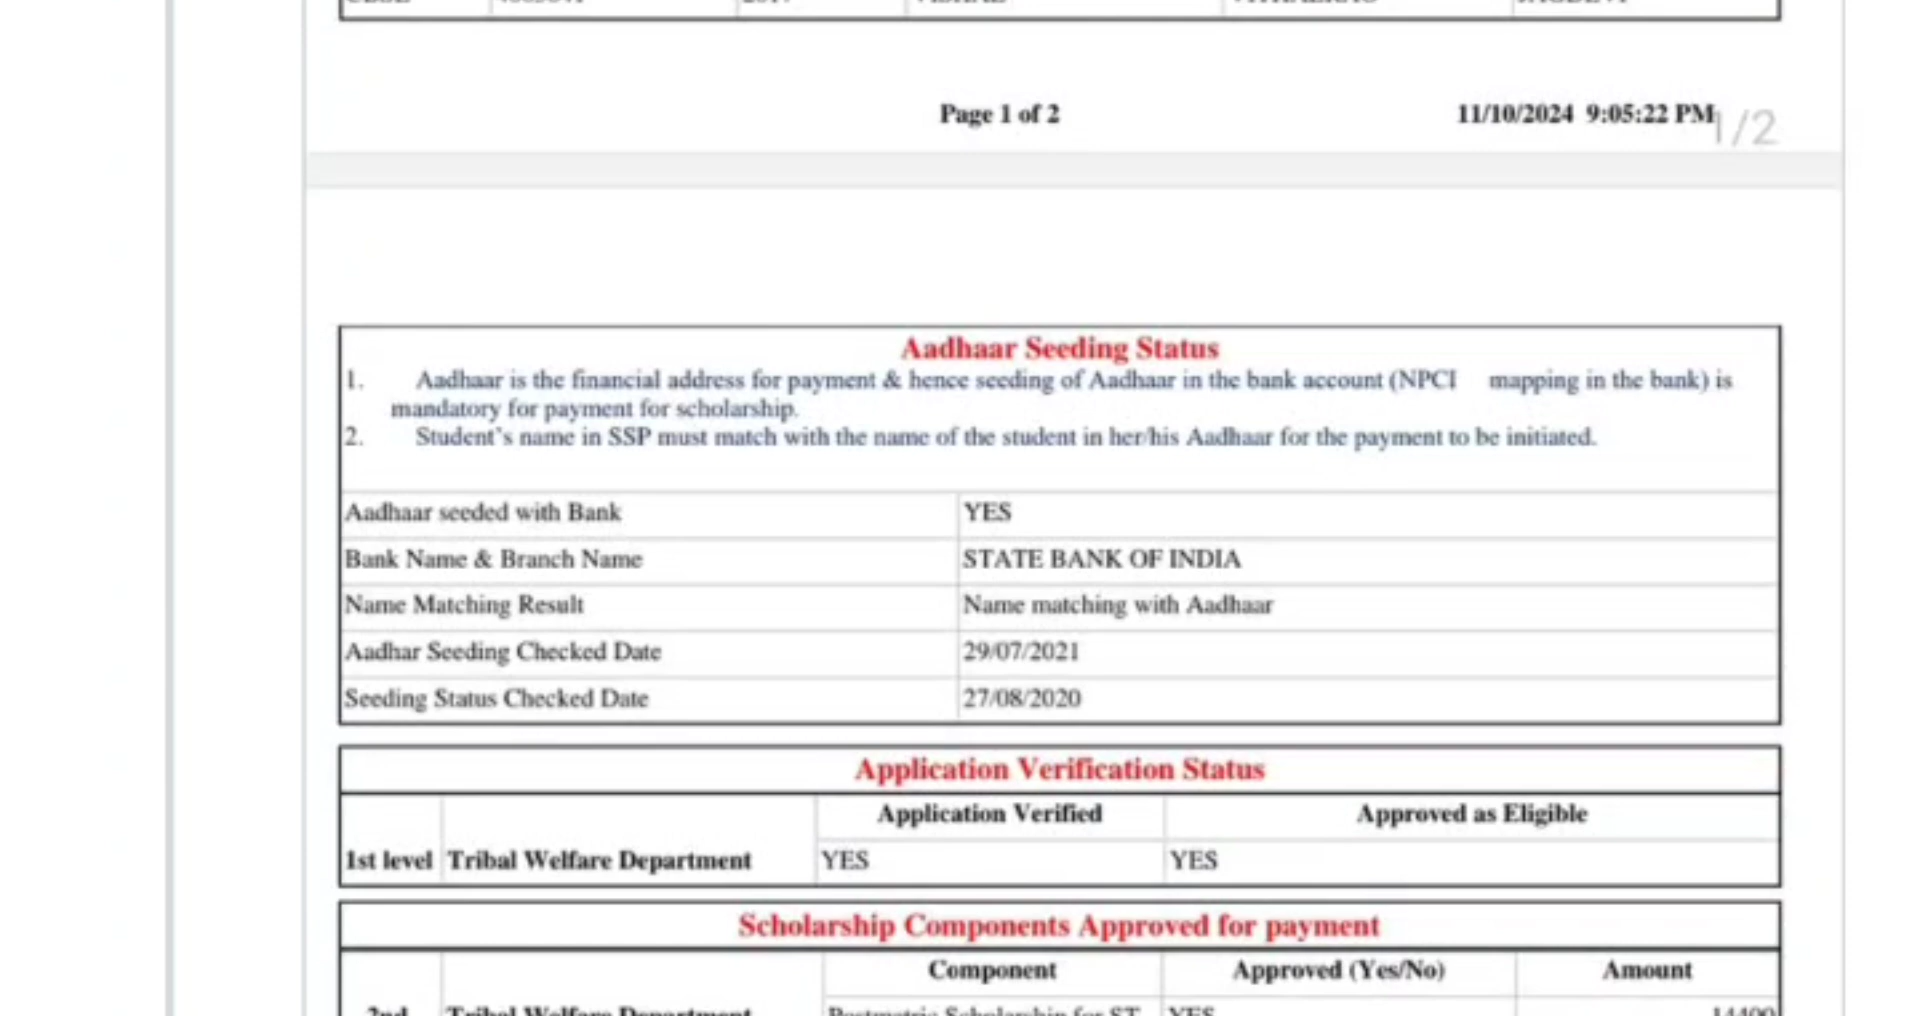 Page 1 of 2 11/10/2024 9:05:22 PM 1/2
Aadhaar Seeding Status
1. Aadhaar is the financial address for payment & hence seeding of Aadhaar in the bank account (NPCI mapping in the bank) is
mandatory for payment for scholarship.
2. Student's name in SSP must match with the name of the student in her/his Aadhaar for the payment to be initiated.
Aadhaar seeded with Bank YES
Bank Name & Branch Name STATE BANK OF INDIA
Name Matching Result Name matching with Aadhaar
Aadhar Seeding Checked Date 29/07/2021
Seeding Status Checked Date 27/08/2020
Application Verification Status
Application Verified Approved as Eligible
1st level Tribal Welfare Department YES YES
Scholarship Components Approved for payment
Component Approved (Yes/No) Amount
2nd Tribal Welfare Department Postmatric Scholarship for ST YES 14400